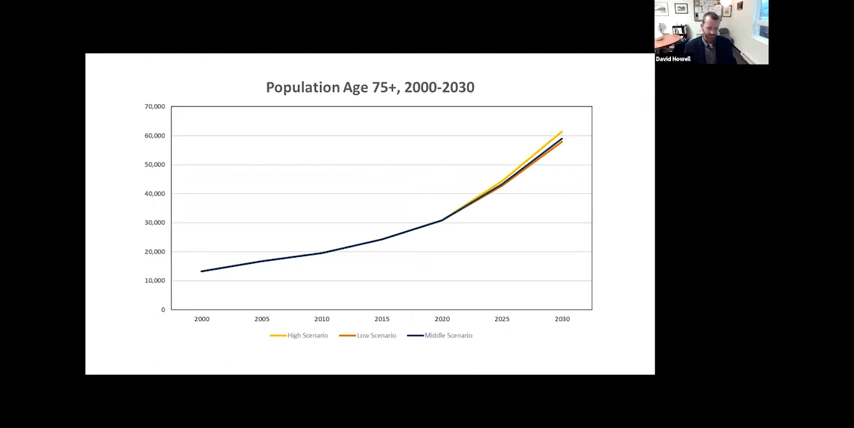 David Howell
Population Age 75+, 2000-2030
70,000
60,000
50,000
40,000
30,000
20,000
10,000
0
2000 2005 2010 2015 2020 2025 2030
High Scenario Low Scenario Middle Scenario